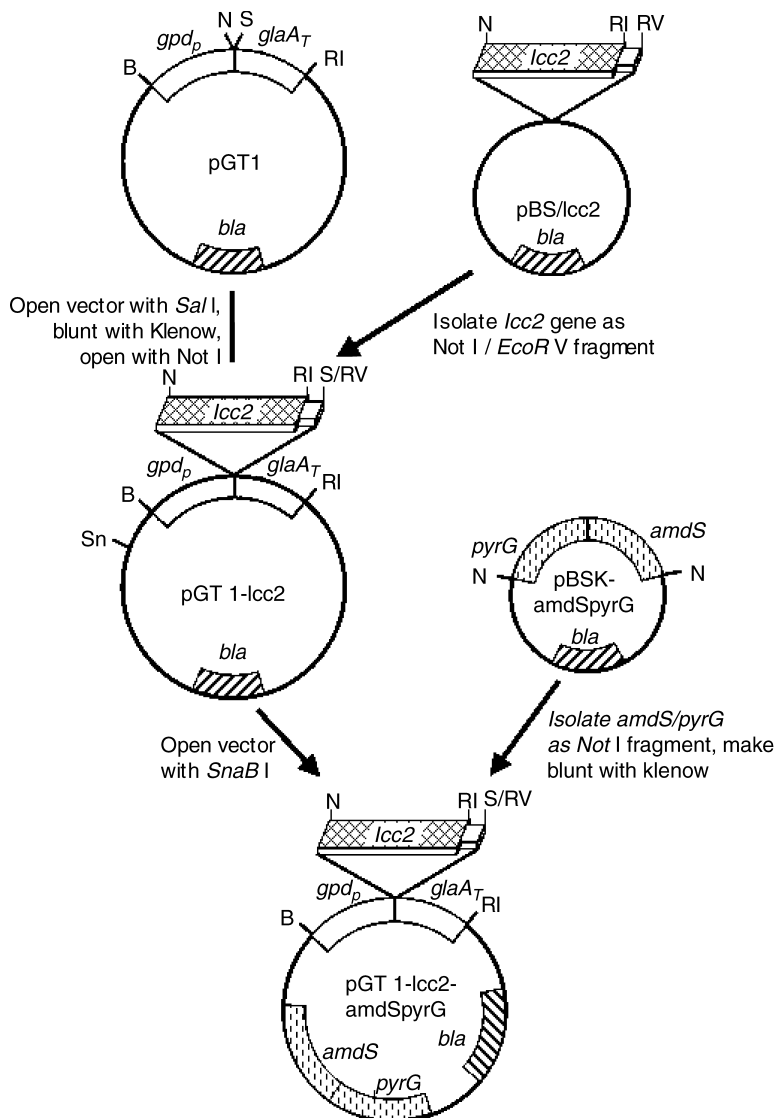 N S
gpdp
glaAT
B
RI
pGT1
bla
N
RI RV
lcc2
pBS/lcc2
bla
Open vector with Sal I,
blunt with Klenow,
open with Not I
Isolate lcc2 gene as
Not I / EcoR V fragment
N
RI S/RV
lcc2
gpdp
glaAT
B
RI
Sn
pGT 1-lcc2
bla
pyrG
amdS
N
N
pBSK-
amdSpyrG
bla
Open vector
with SnaB I
Isolate amdS/pyrG
as Not I fragment, make
blunt with klenow
N
RI S/RV
lcc2
gpdp
glaAT
B
RI
pGT 1-lcc2-
amdSpyrG
bla
amdS
pyrG